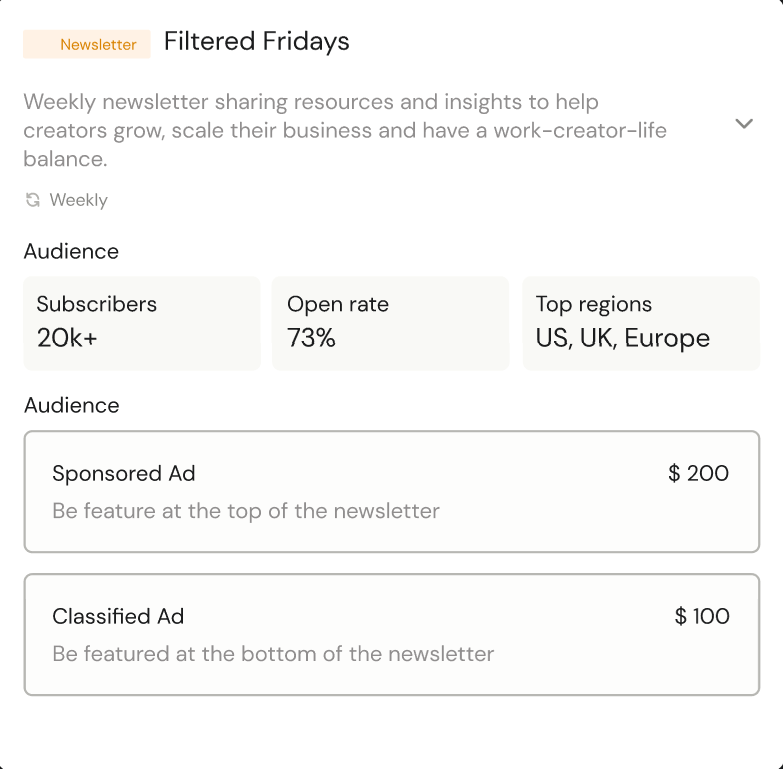 Newsletter Filtered Fridays
Weekly newsletter sharing resources and insights to help
creators grow, scale their business and have a work-creator-life
balance.
Weekly
Audience
Subscribers
20k+
Open rate
73%
Top regions
US, UK, Europe
Audience
Sponsored Ad $ 200
Be feature at the top of the newsletter
Classified Ad $ 100
Be featured at the bottom of the newsletter